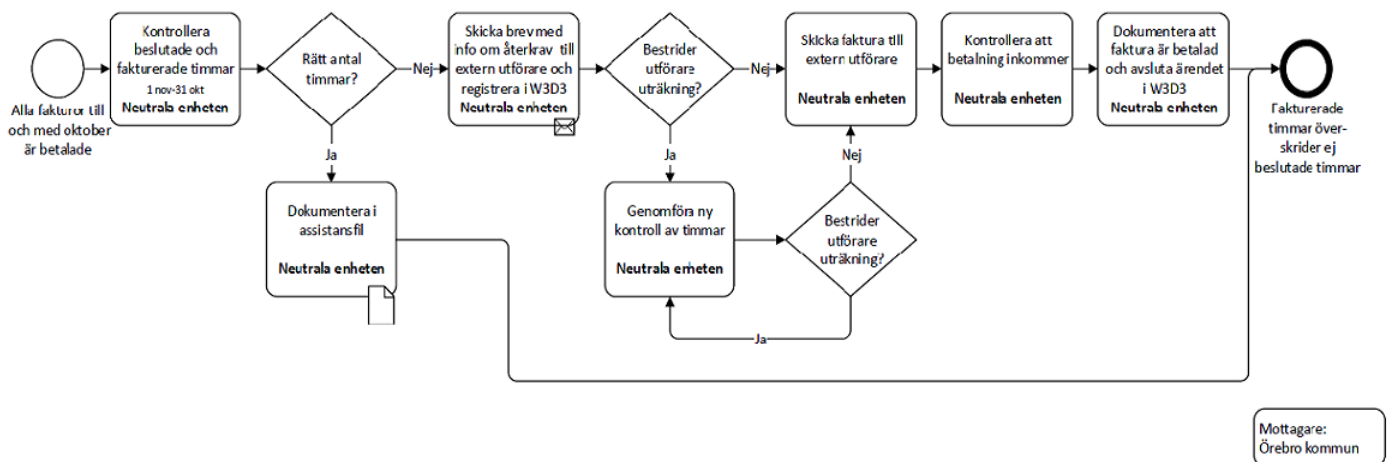 Alla fakturor till
och med oktober
är betalade
Kontrollera
beslutade och
fakturerade timmar
1 nov-31 okt
Neutrala enheten
Rätt antal
timmar?
Nej
Ja
Dokumentera i
assistansfil
Neutrala enheten
Skicka brev med
info om återkrav till
extern utförare och
registrera i W3D3
Neutrala enheten
Bestrider
utförare
uträkning?
Nej
Ja
Genomföra ny
kontroll av timmar
Neutrala enheten
Bestrider
utförare
uträkning?
Ja
Nej
Skicka faktura till
extern utförare
Neutrala enheten
Kontrollera att
betalning inkommer
Neutrala enheten
Dokumentera att
faktura är betalad
och avsluta ärendet
i W3D3
Neutrala enheten
Fakturerade
timmar över-
skrider ej
beslutade timmar
Mottagare:
Örebro kommun